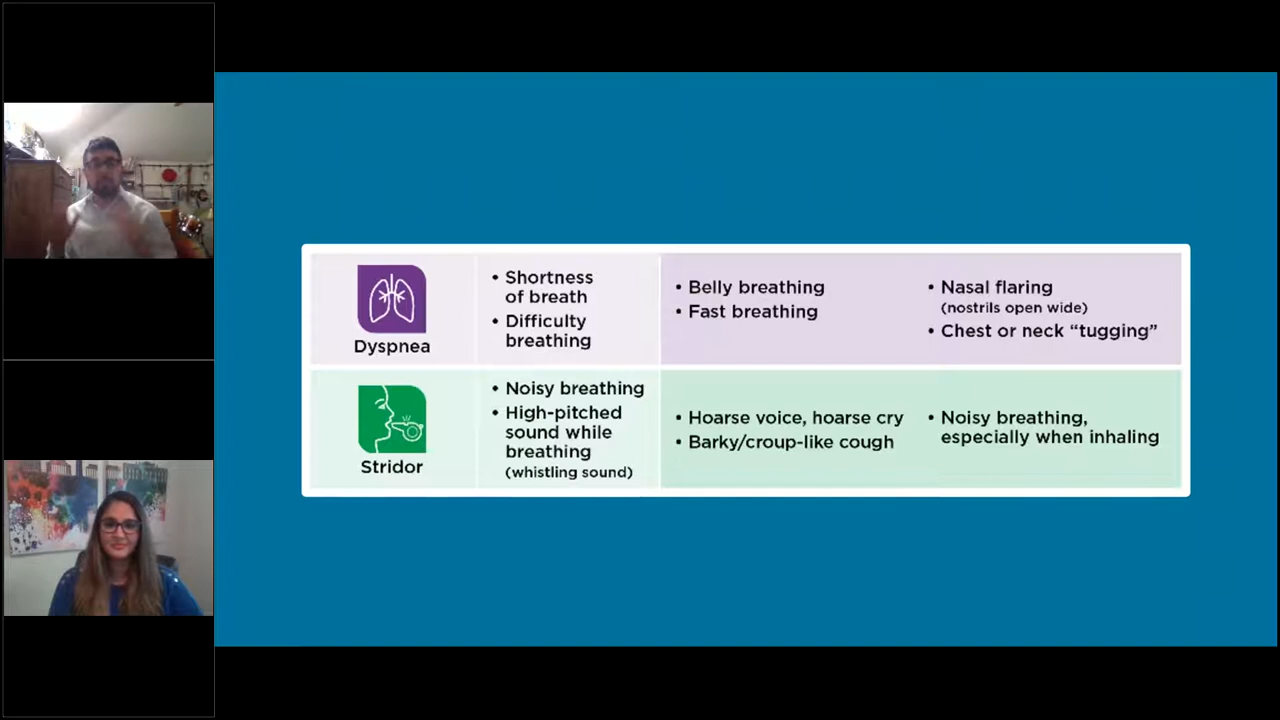 Dyspnea
• Shortness
of breath
• Difficulty
breathing
• Belly breathing
• Fast breathing
• Nasal flaring
(nostrils open wide)
• Chest or neck “tugging”
Stridor
• Noisy breathing
• High-pitched
sound while
breathing
(whistling sound)
• Hoarse voice, hoarse cry
• Barky/croup-like cough
• Noisy breathing,
especially when inhaling